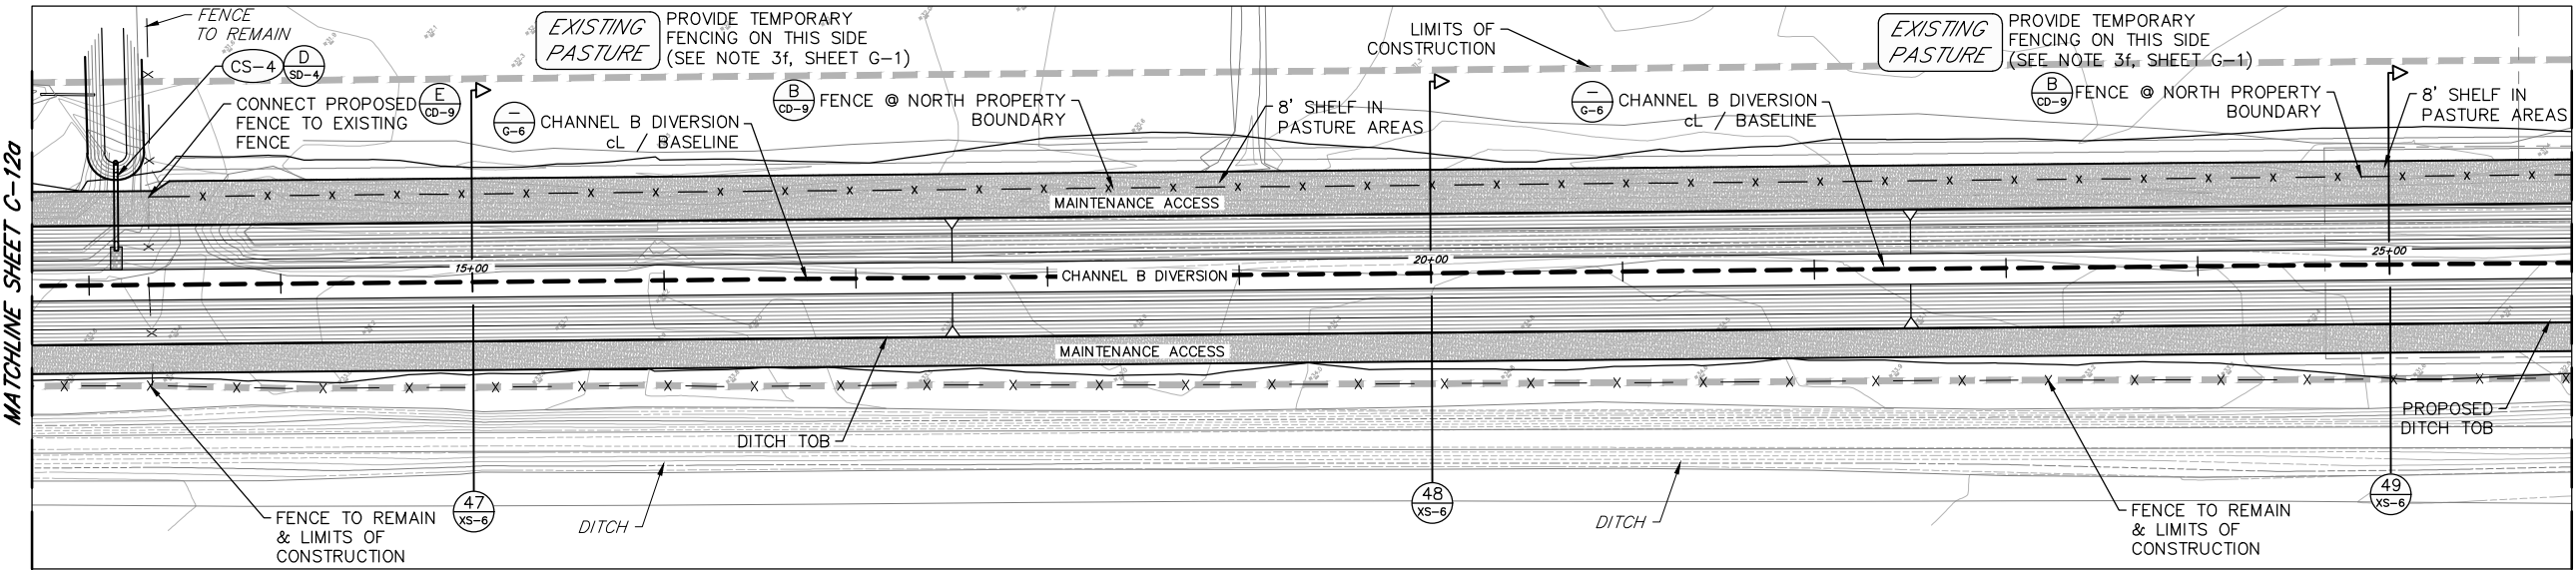 MATCHLINE SHEET C-12a
FENCE
TO REMAIN
CS-4
D
SD-4
EXISTING
PASTURE
PROVIDE TEMPORARY
FENCING ON THIS SIDE
(SEE NOTE 3f, SHEET G-1)
CONNECT PROPOSED
FENCE TO EXISTING
FENCE
E
CD-9
-
G-6
CHANNEL B DIVERSION
cL / BASELINE
B
CD-9
FENCE @ NORTH PROPERTY
BOUNDARY
8' SHELF IN
PASTURE AREAS
LIMITS OF
CONSTRUCTION
-
G-6
CHANNEL B DIVERSION
cL / BASELINE
EXISTING
PASTURE
PROVIDE TEMPORARY
FENCING ON THIS SIDE
(SEE NOTE 3f, SHEET G-1)
B
CD-9
FENCE @ NORTH PROPERTY
BOUNDARY
8' SHELF IN
PASTURE AREAS
MAINTENANCE ACCESS
15+00
20+00
25+00
CHANNEL B DIVERSION
MAINTENANCE ACCESS
DITCH TOB
PROPOSED
DITCH TOB
FENCE TO REMAIN
& LIMITS OF
CONSTRUCTION
47
XS-6
DITCH
48
XS-6
DITCH
FENCE TO REMAIN
& LIMITS OF
CONSTRUCTION
49
XS-6